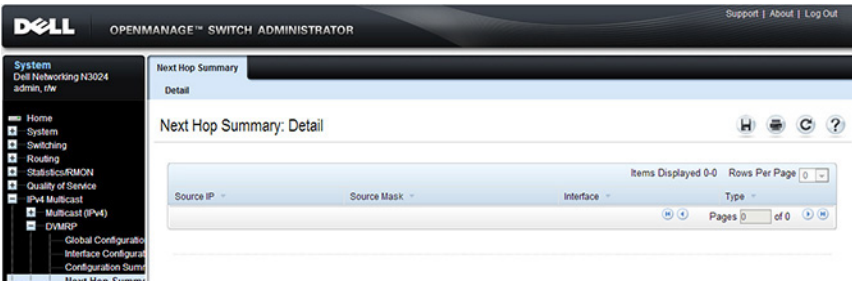 Support | About | Log Out
DELL OPENMANAGE™ SWITCH ADMINISTRATOR
System
Dell Networking N3024
admin, r/w
Home
System
Switching
Routing
Statistics/RMON
Quality of Service
IPv4 Multicast
Multicast (IPv4)
DVMRP
Global Configuratio
Interface Configurat
Configuration Summ
Next Hop Summa
Next Hop Summary
Detail
Next Hop Summary: Detail
Items Displayed 0-0 Rows Per Page 0
Source IP Source Mask Interface Type
Pages 0 of 0